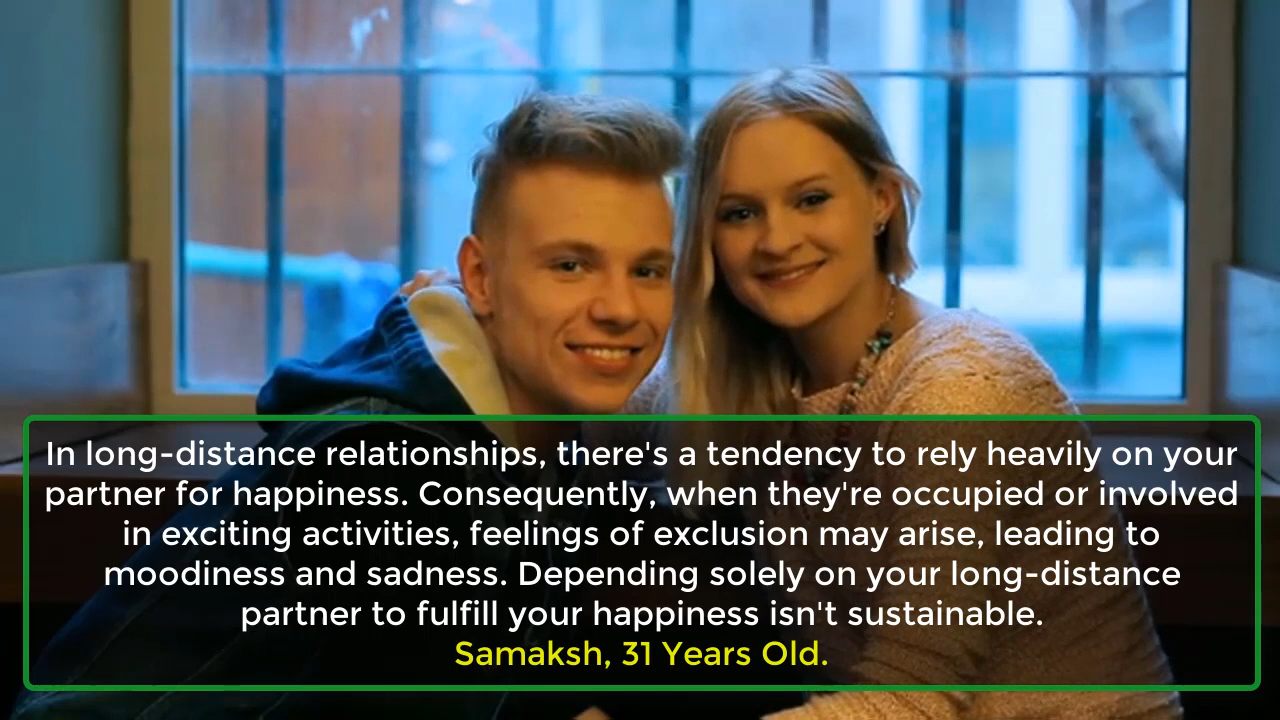 In long-distance relationships, there's a tendency to rely heavily on your
partner for happiness. Consequently, when they're occupied or involved
in exciting activities, feelings of exclusion may arise, leading to
moodiness and sadness. Depending solely on your long-distance
partner to fulfill your happiness isn't sustainable.
Samaksh, 31 Years Old.